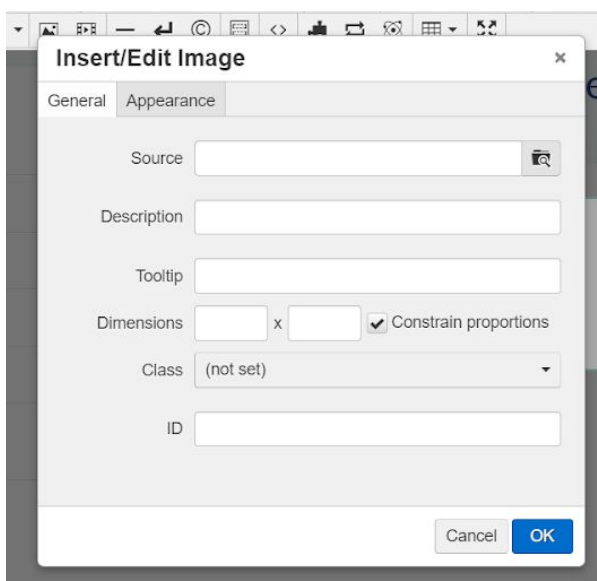 Insert/Edit Image
General Appearance
Source
Description
Tooltip
Dimensions x Constrain proportions
Class (not set)
ID
Cancel OK